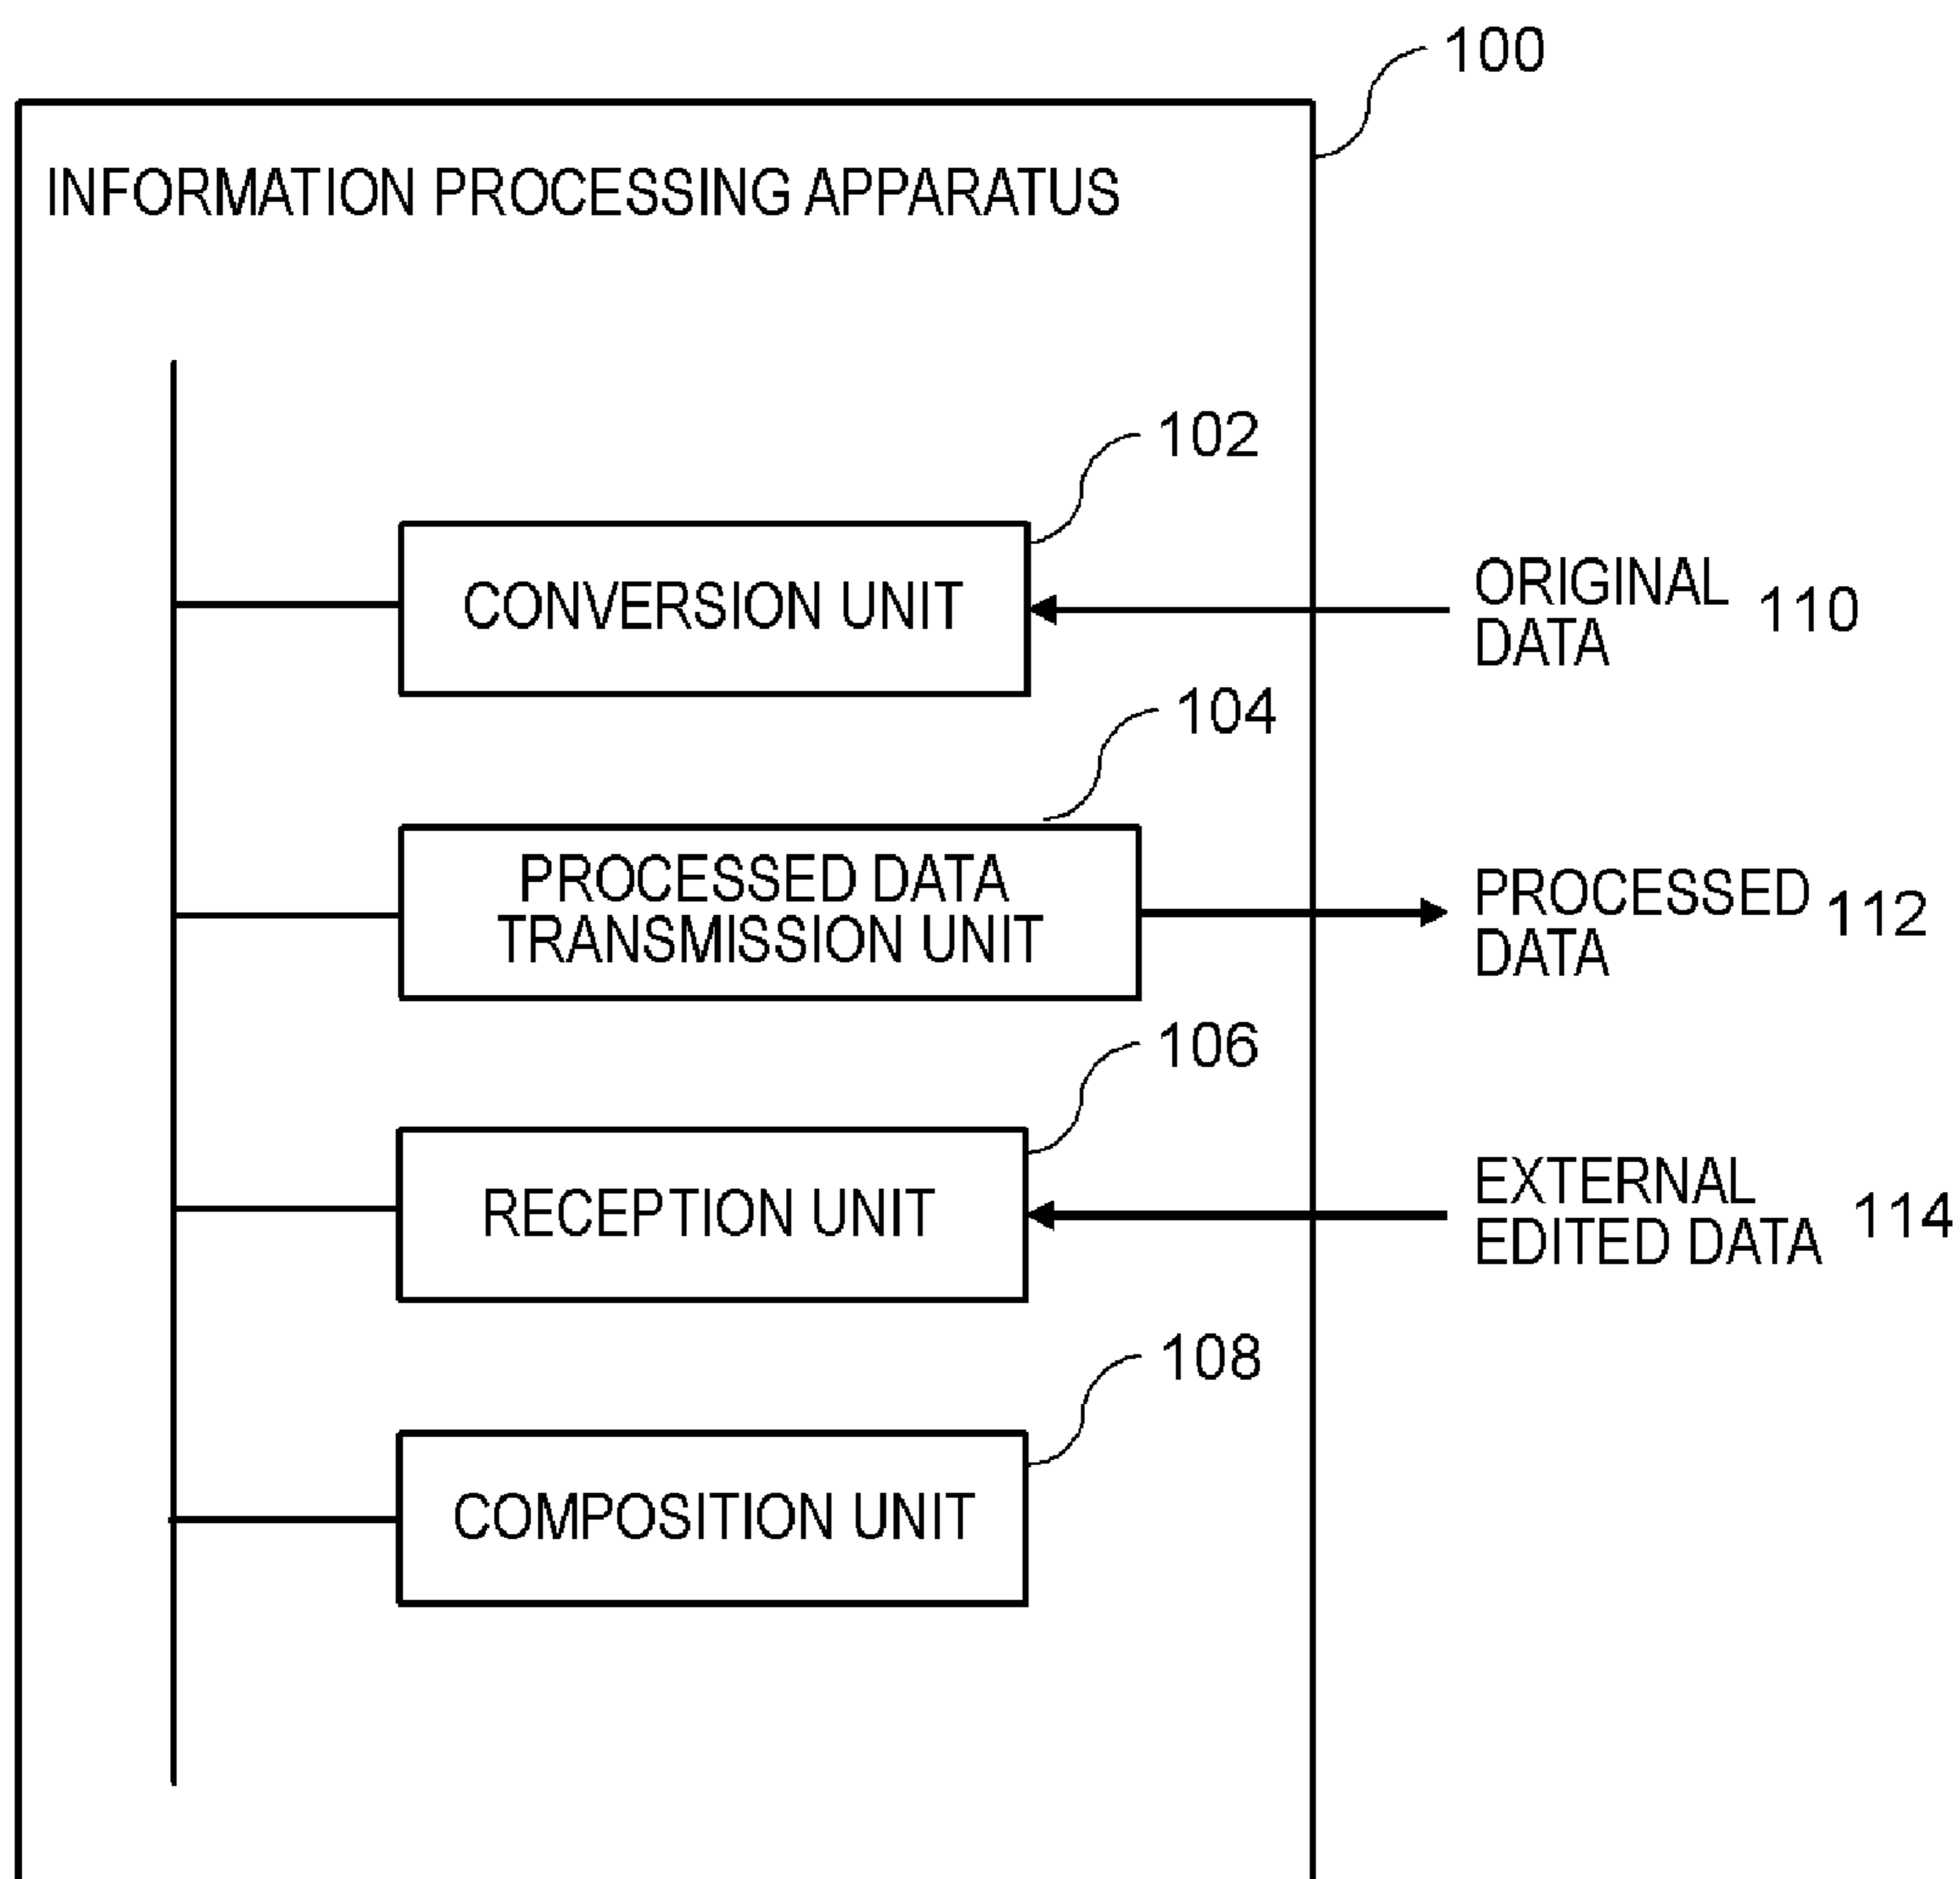 100
INFORMATION PROCESSING APPARATUS
102
CONVERSION UNIT
ORIGINAL
DATA
110
104
PROCESSED DATA
TRANSMISSION UNIT
PROCESSED
DATA
112
106
RECEPTION UNIT
EXTERNAL
EDITED DATA
114
108
COMPOSITION UNIT